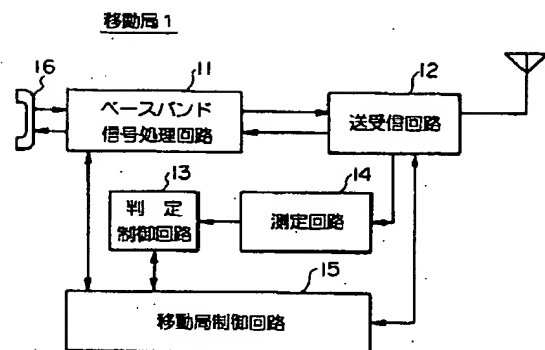 移動局1
16
11
12
ベースバンド
信号処理回路
送受信回路
13
14
判定
制御回路
測定回路
15
移動局制御回路